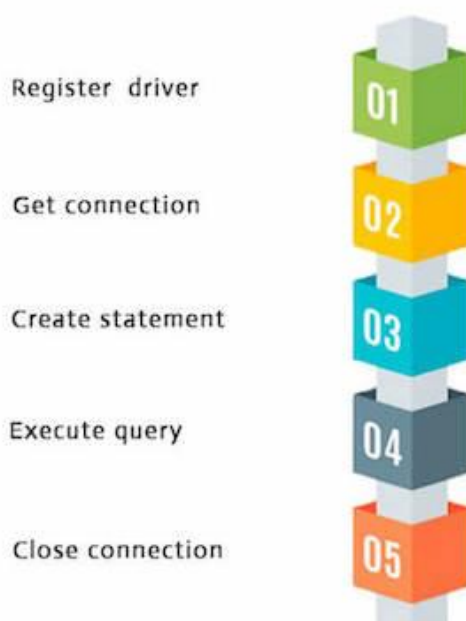 Register driver
01
Get connection
02
Create statement
03
Execute query
04
Close connection
05